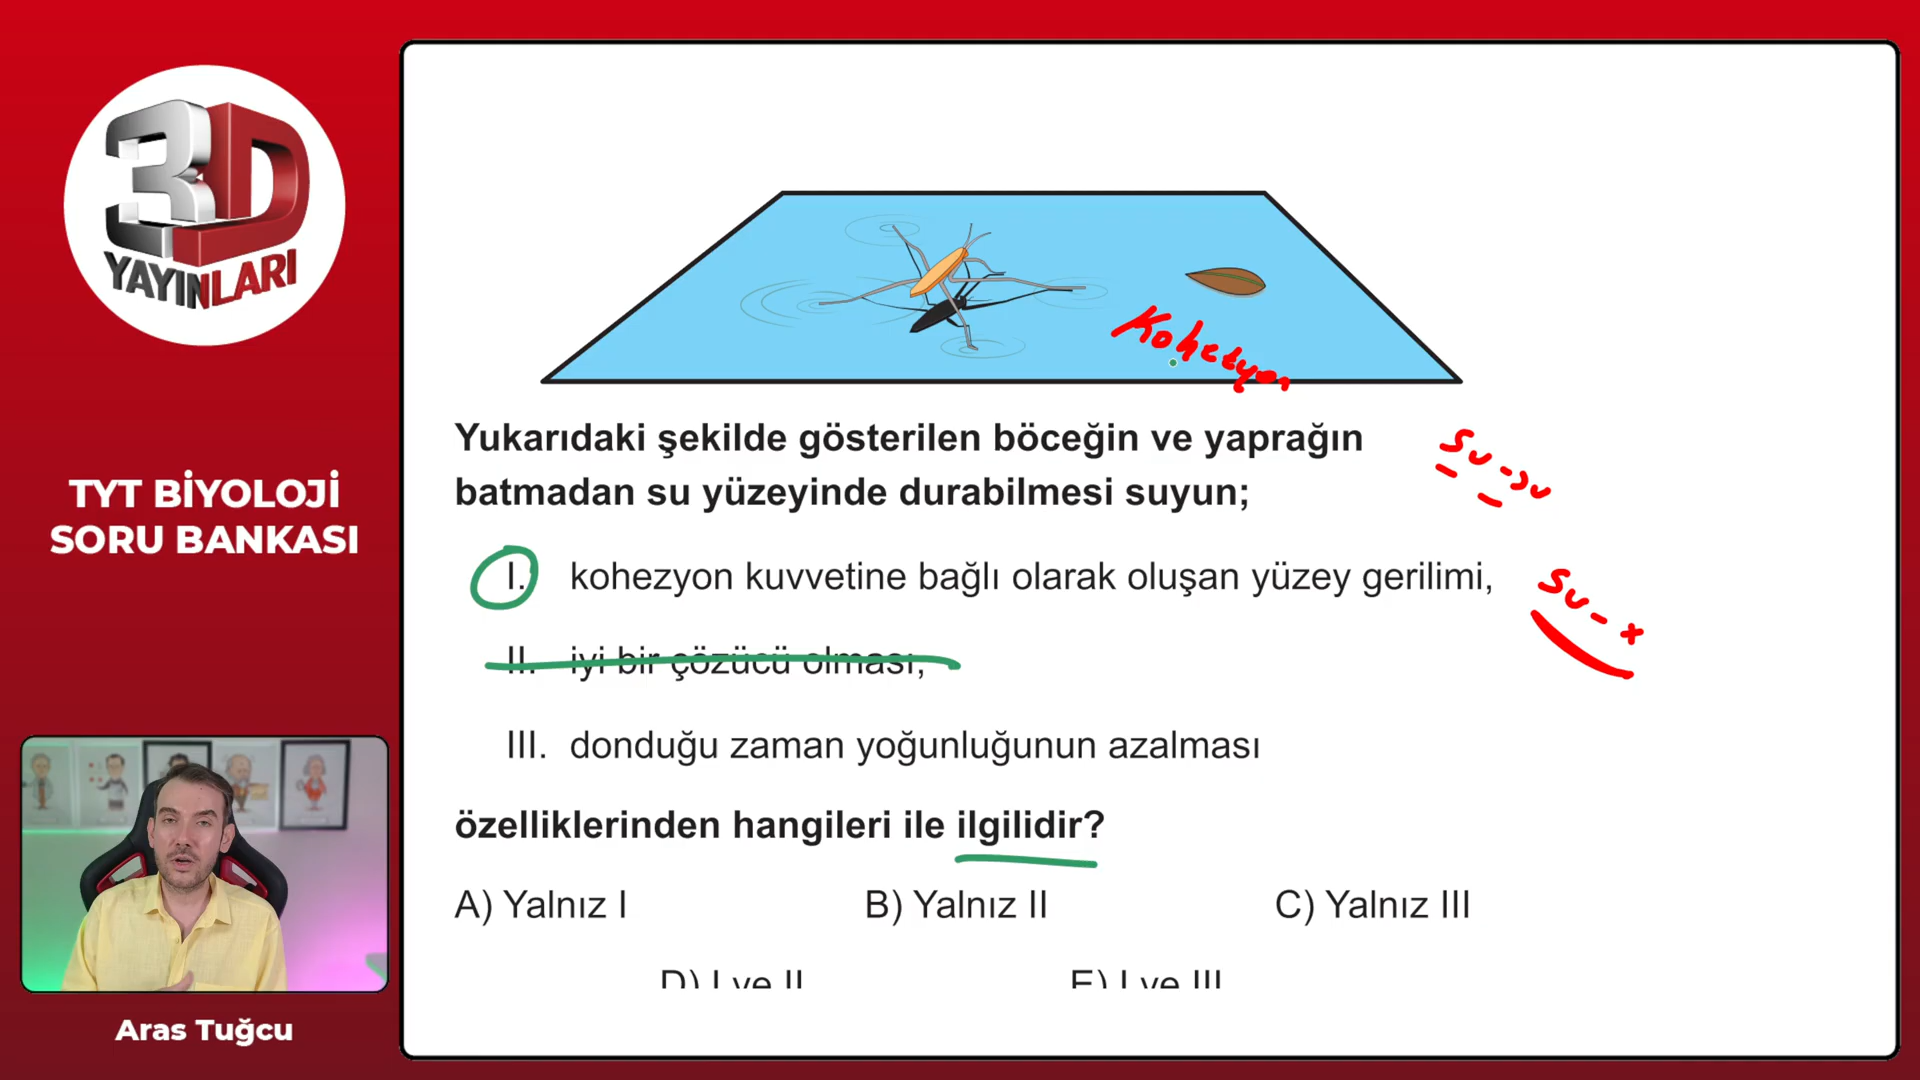 3D
YAYINLARI
TYT BİYOLOJİ
SORU BANKASI
Aras Tuğcu
Kohezyon
Yukarıdaki şekilde gösterilen böceğin ve yaprağın
batmadan su yüzeyinde durabilmesi suyun;
su-su
I. kohezyon kuvvetine bağlı olarak oluşan yüzey gerilimi,
su-x
II. iyi bir çözücü olması,
III. donduğu zaman yoğunluğunun azalması
özelliklerinden hangileri ile ilgilidir?
A) Yalnız I B) Yalnız II C) Yalnız III
D) I ve II E) I ve III